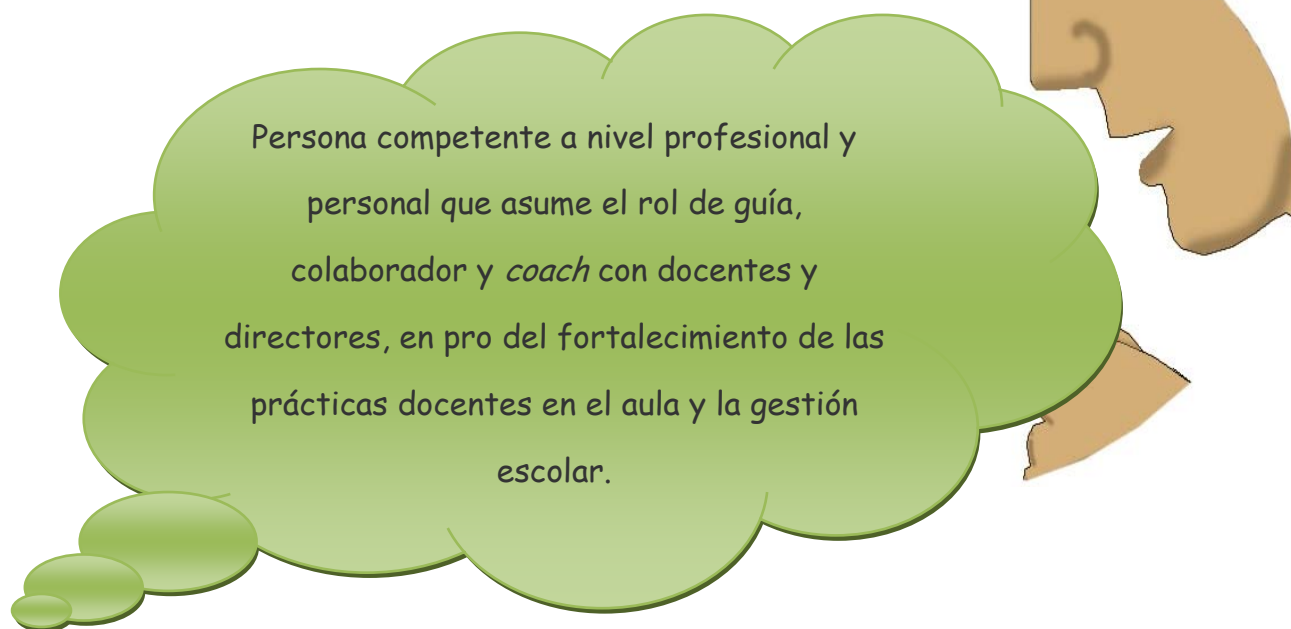 Persona competente a nivel profesional y
personal que asume el rol de guía,
colaborador y coach con docentes y
directores, en pro del fortalecimiento de las
prácticas docentes en el aula y la gestión
escolar.